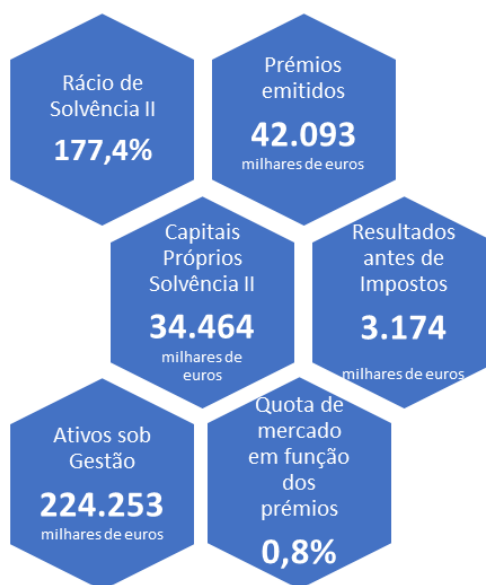 Rácio de
Solvência II
177,4%
Prémios
emitidos
42.093
milhares de euros
Capitais
Próprios
Solvência II
34.464
milhares de
euros
Resultados
antes de
Impostos
3.174
milhares de euros
Ativos sob
Gestão
224.253
milhares de euros
Quota de
mercado
em função
dos
prémios
0,8%